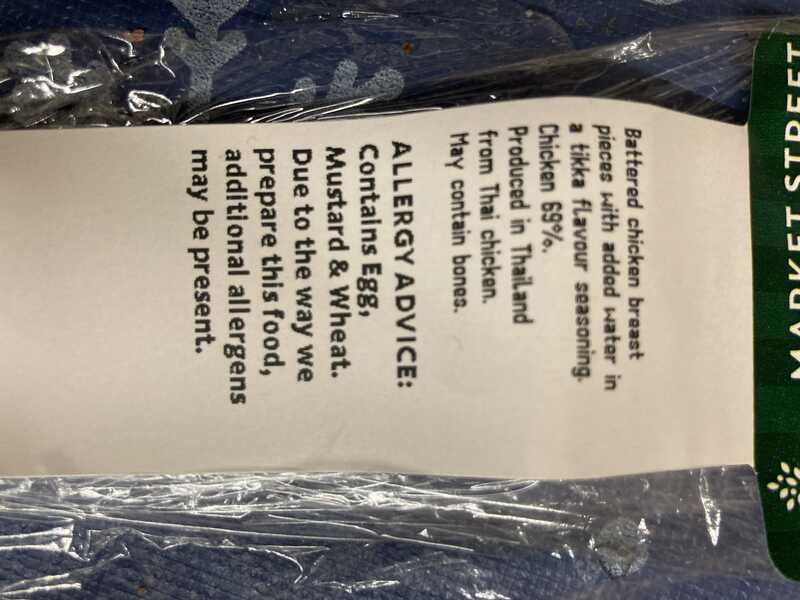 MARKET STREET
Battered chicken breast
pieces with added water in
a tikka flavour seasoning.
Chicken 69%.
Produced in Thailand
from Thai chicken.
May contain bones.
ALLERGY ADVICE:
Contains Egg,
Mustard & Wheat.
Due to the way we
prepare this food,
additional allergens
may be present.